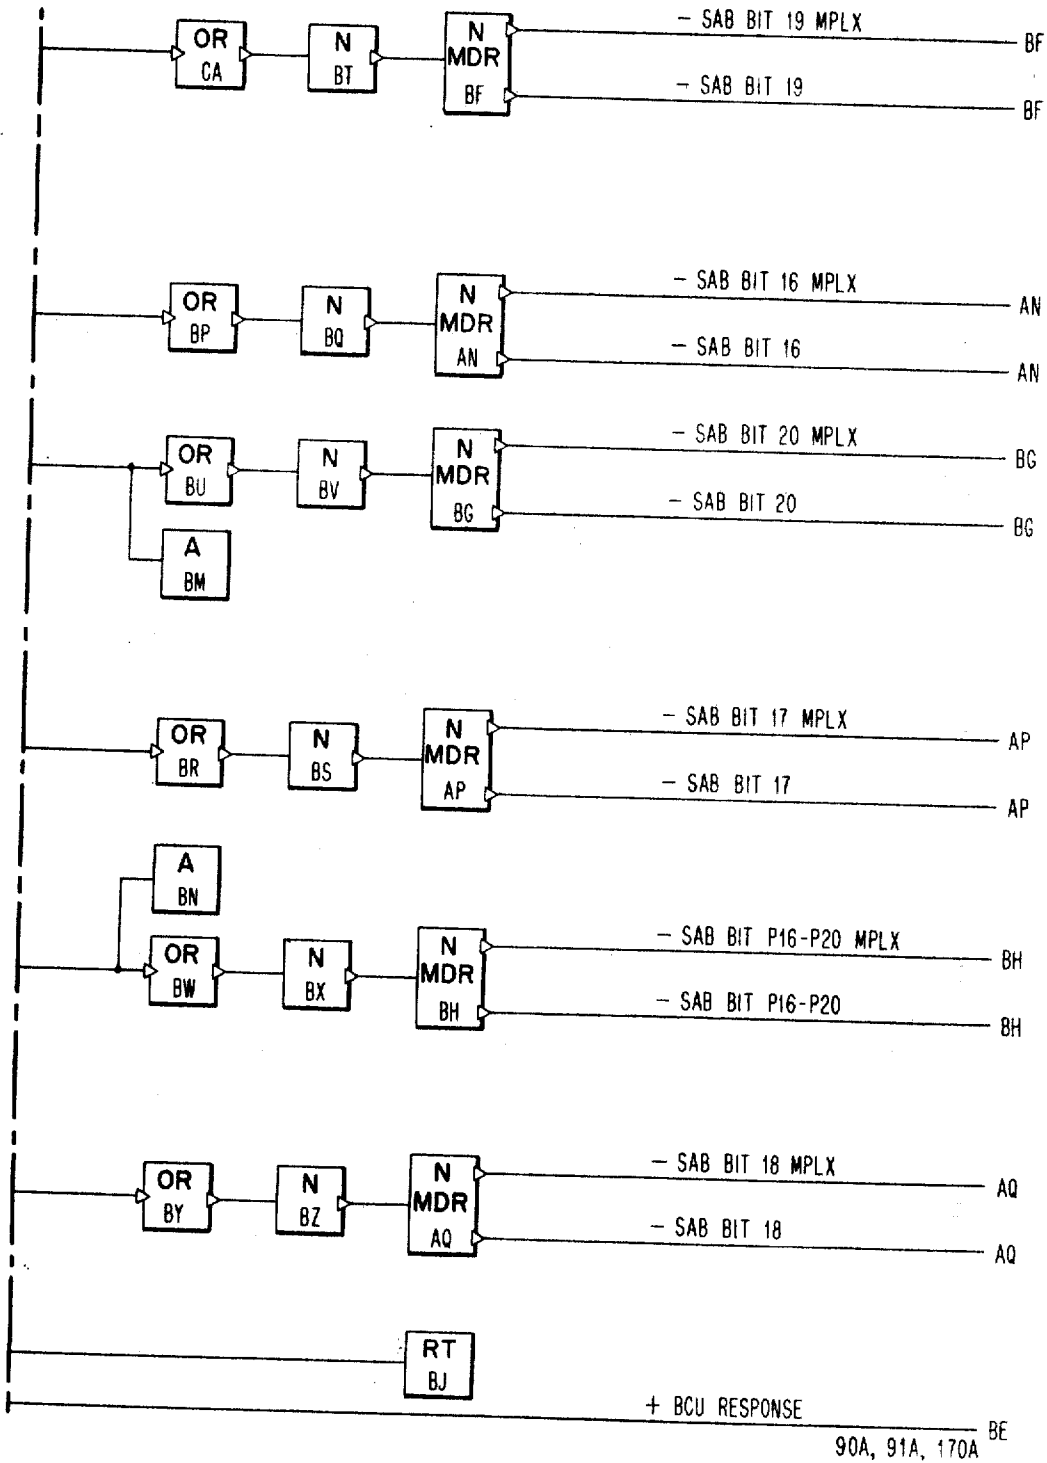 - SAB BIT 19 MPLX
OR
CA
N
BT
N
MDR
BF
BF
- SAB BIT 19
BF
- SAB BIT 16 MPLX
OR
BP
N
BQ
N
MDR
AN
AN
- SAB BIT 16
AN
- SAB BIT 20 MPLX
OR
BU
N
BV
N
MDR
BG
BG
- SAB BIT 20
BG
A
BM
- SAB BIT 17 MPLX
OR
BR
N
BS
N
MDR
AP
AP
- SAB BIT 17
AP
A
BN
- SAB BIT P16-P20 MPLX
OR
BW
N
BX
N
MDR
BH
BH
- SAB BIT P16-P20
BH
- SAB BIT 18 MPLX
OR
BY
N
BZ
N
MDR
AQ
AQ
- SAB BIT 18
AQ
RT
BJ
+ BCU RESPONSE
BE
90A, 91A, 170A